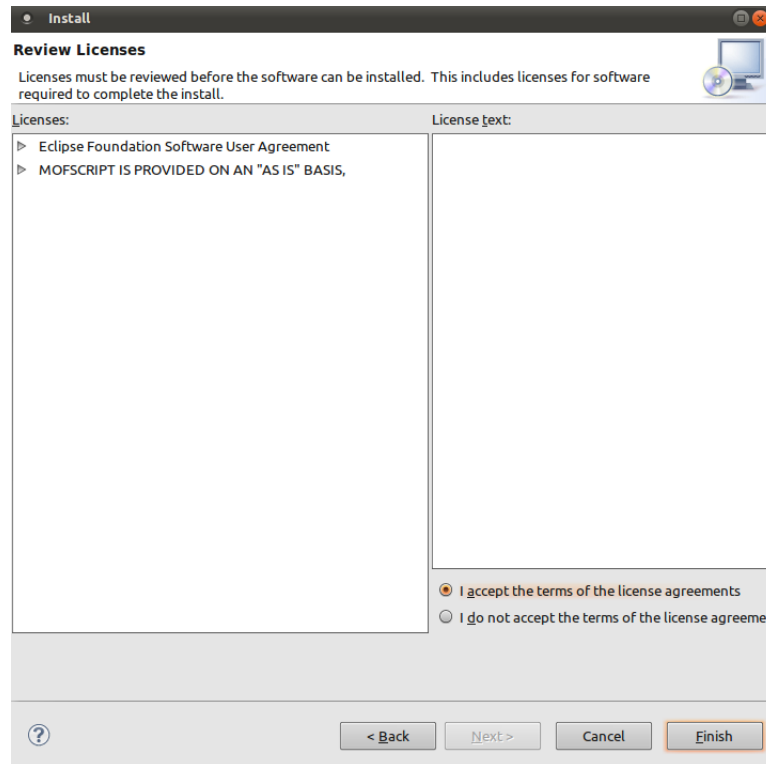 Install
Review Licenses
Licenses must be reviewed before the software can be installed. This includes licenses for software
required to complete the install.
Licenses:
Eclipse Foundation Software User Agreement
MOFSCRIPT IS PROVIDED ON AN "AS IS" BASIS,
License text:
I accept the terms of the license agreements
I do not accept the terms of the license agreeme
?
< Back
Next >
Cancel
Finish